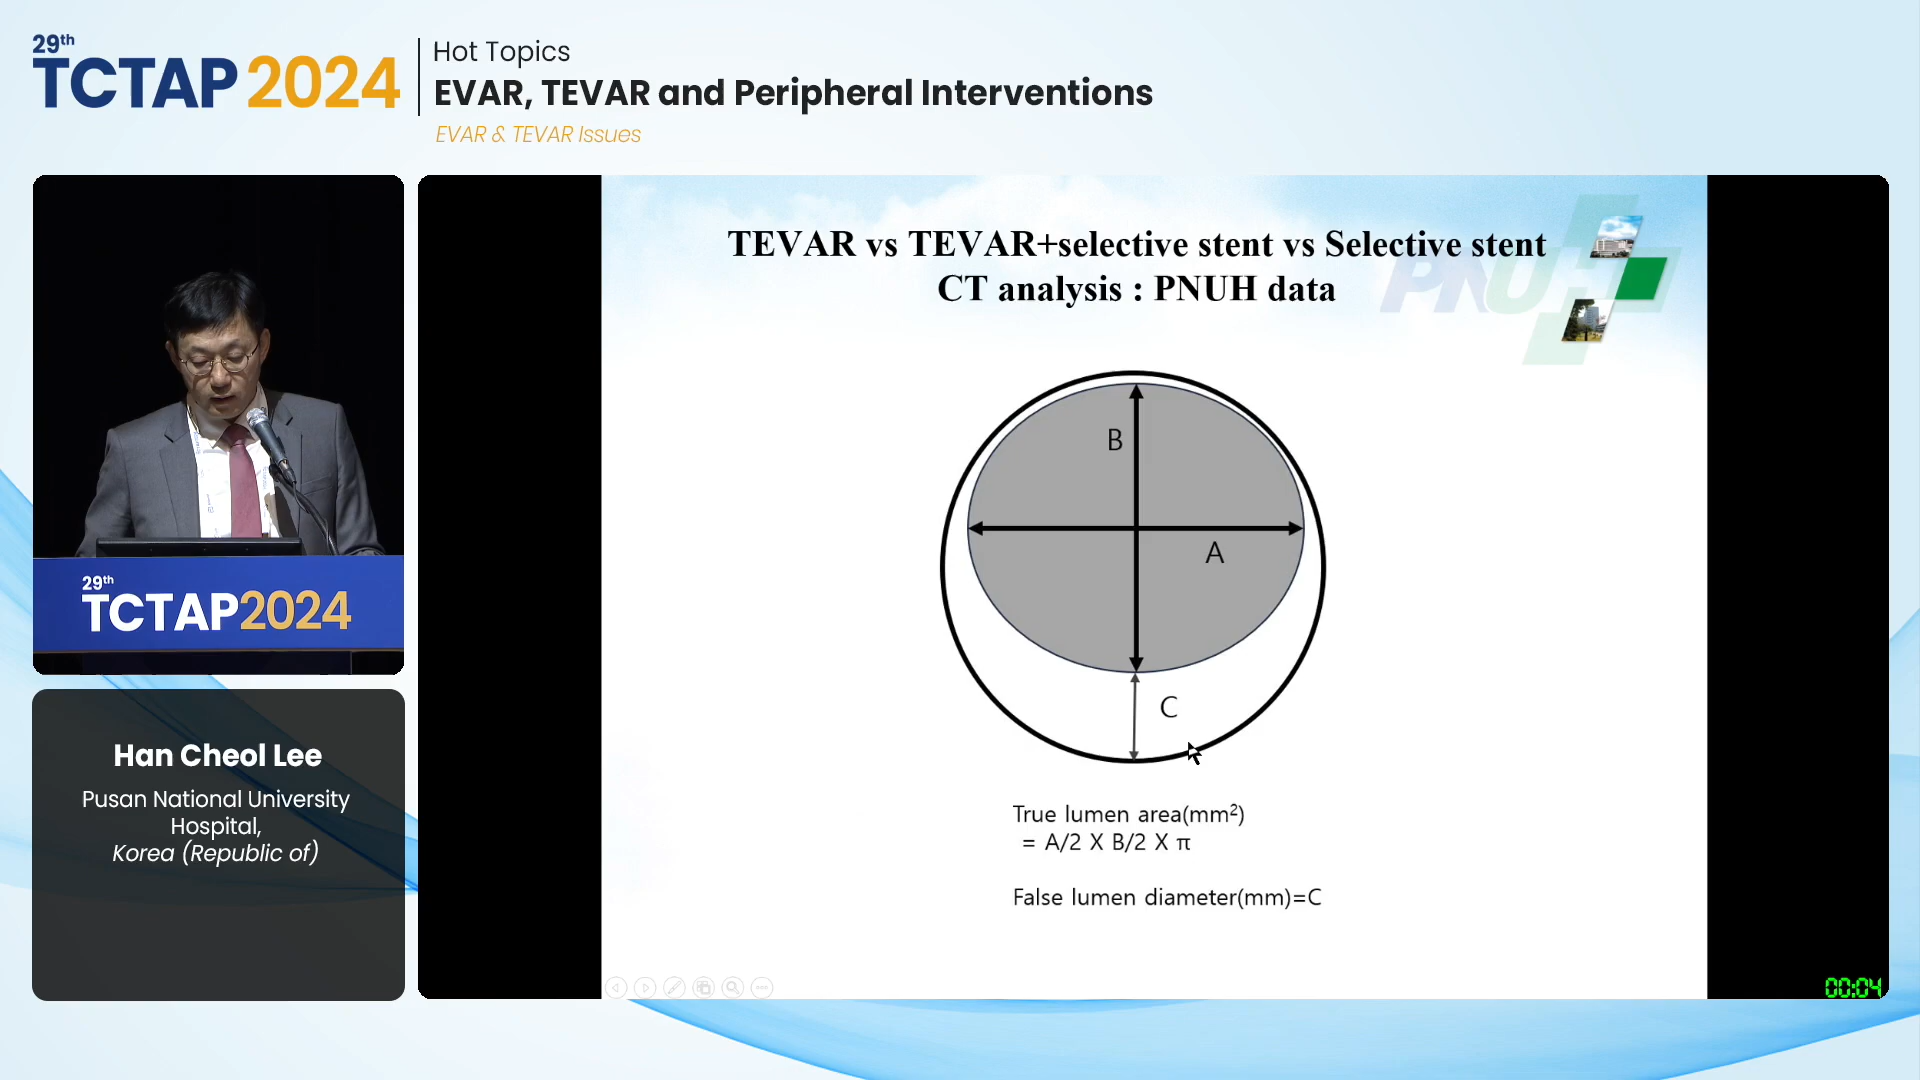 29th
TCTAP 2024
Hot Topics
EVAR, TEVAR and Peripheral Interventions
EVAR & TEVAR Issues
29th
TCTAP2024
Han Cheol Lee
Pusan National University
Hospital,
Korea (Republic of)
TEVAR vs TEVAR+selective stent vs Selective stent
CT analysis : PNUH data
PNUH
B
A
C
True lumen area(mm²)
= A/2 X B/2 X π
False lumen diameter(mm)=C
00:04